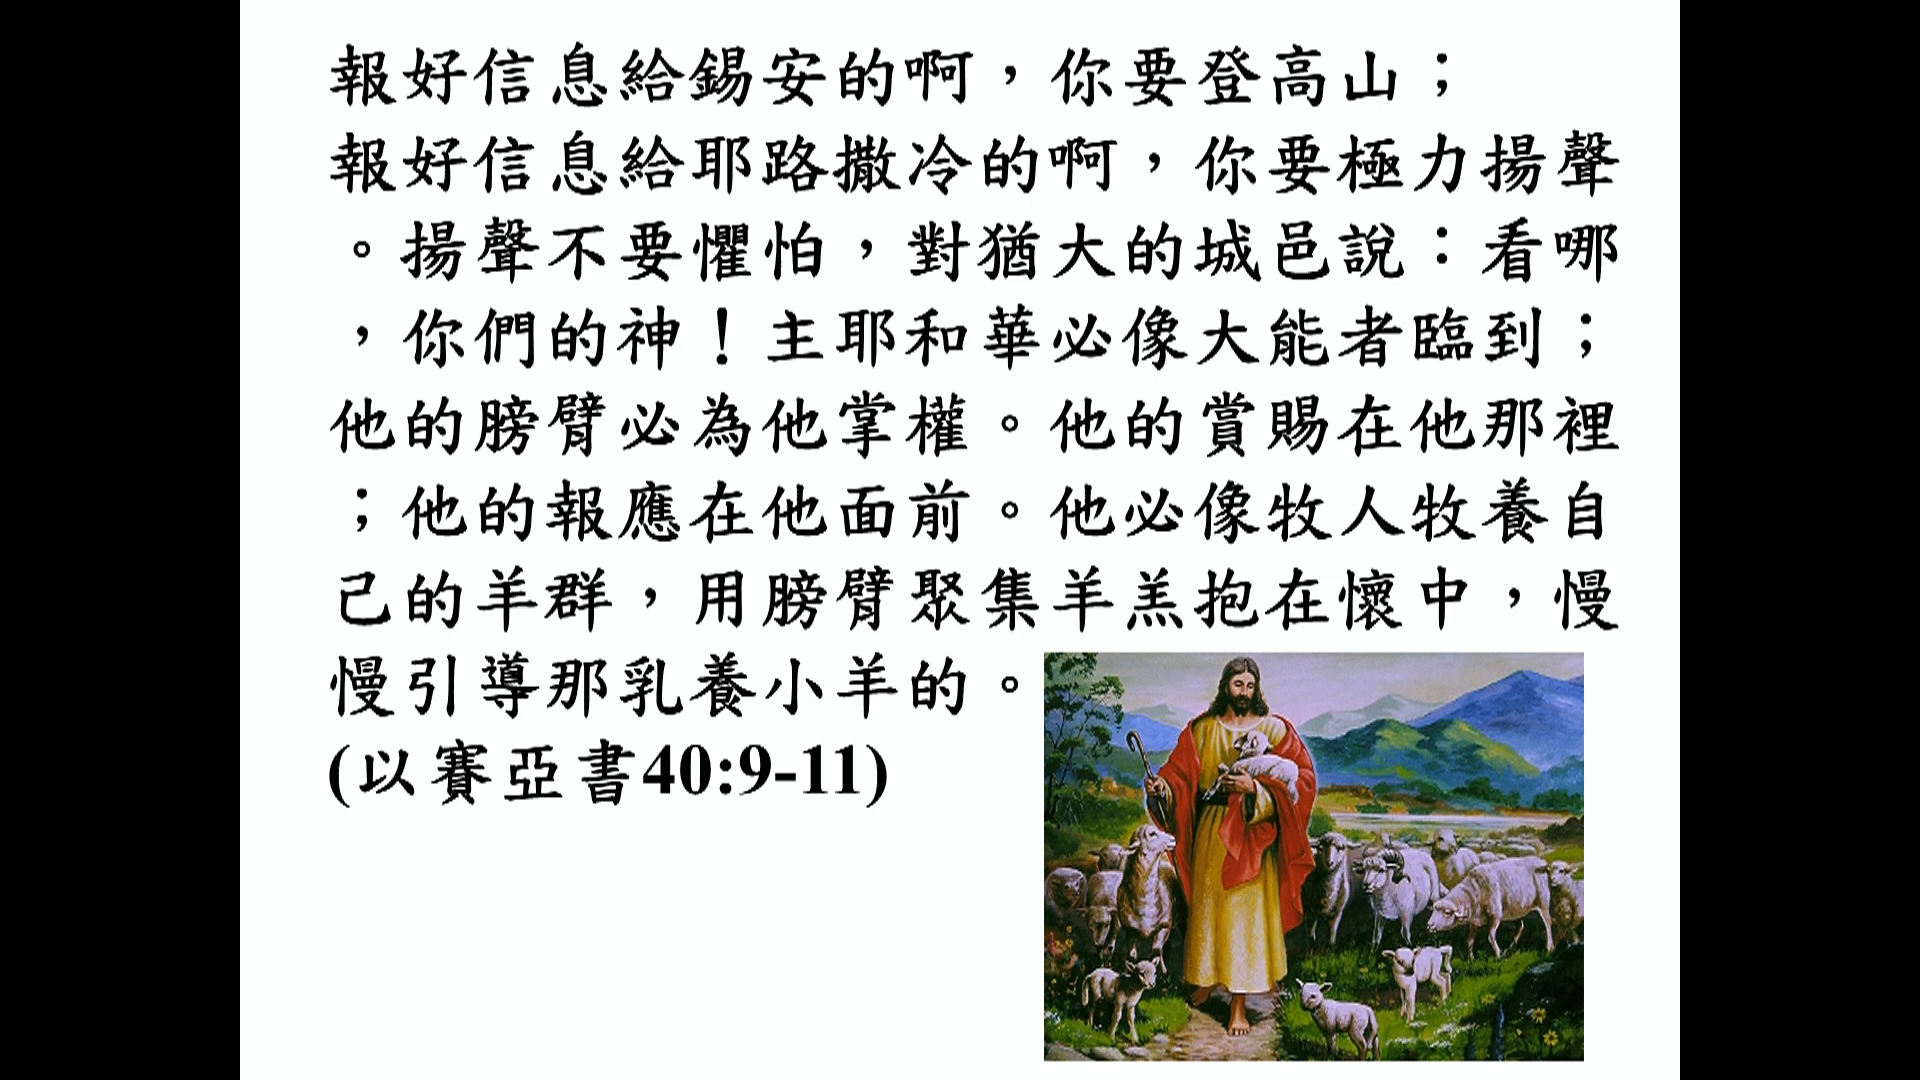 報好信息給錫安的啊，你要登高山；
報好信息給耶路撒冷的啊，你要極力揚聲
。揚聲不要懼怕，對猶大的城邑說：看哪
，你們的神！主耶和華必像大能者臨到；
他的膀臂必為他掌權。他的賞賜在他那裡
；他的報應在他面前。他必像牧人牧養自
己的羊群，用膀臂聚集羊羔抱在懷中，慢
慢引導那乳養小羊的。
(以賽亞書40:9-11)